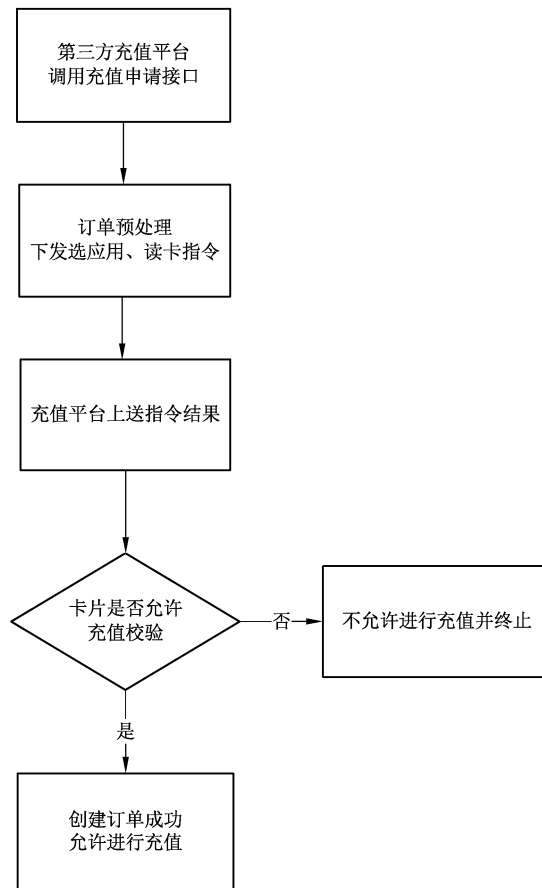 第三方充值平台
调用充值申请接口
订单预处理
下发选应用、读卡指令
充值平台上送指令结果
卡片是否允许
充值校验
否
不允许进行充值并终止
是
创建订单成功
允许进行充值